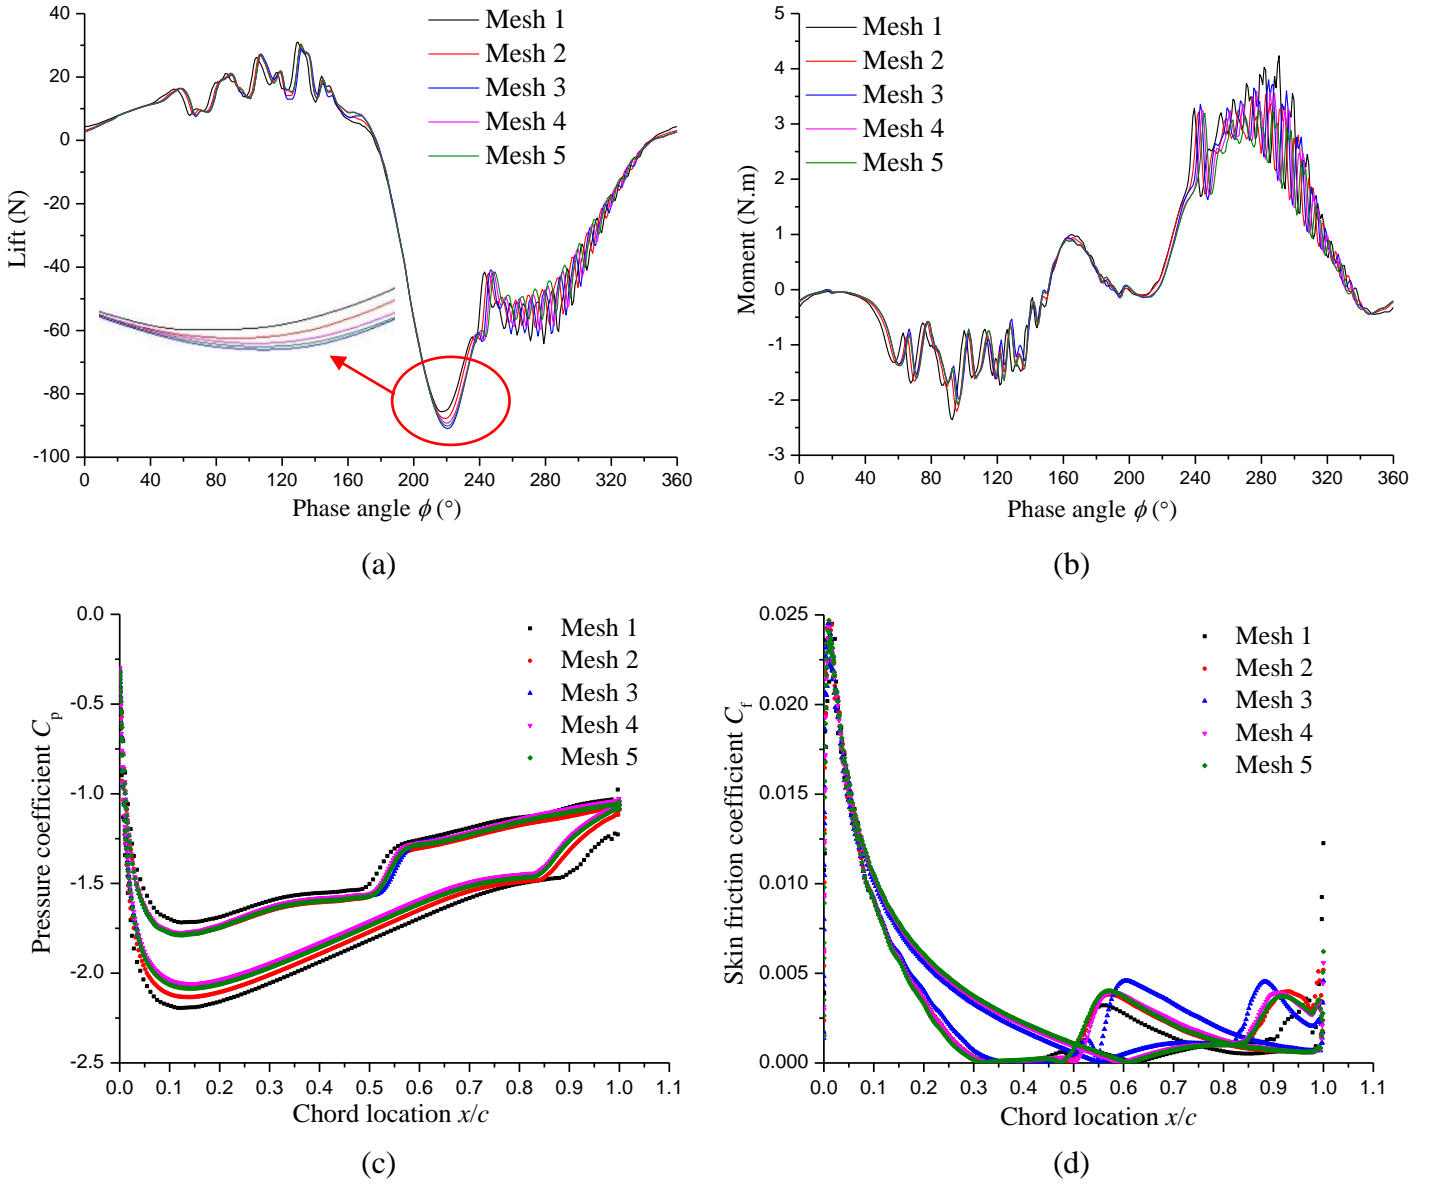 Mesh 1
Mesh 2
Mesh 3
Mesh 4
Mesh 5
40
20
0
-20
-40
-60
-80
-100
Lift (N)
0 40 80 120 160 200 240 280 320 360
Phase angle ϕ (°)
(a)
Mesh 1
Mesh 2
Mesh 3
Mesh 4
Mesh 5
5
4
3
2
1
0
-1
-2
-3
Moment (N.m)
0 40 80 120 160 200 240 280 320 360
Phase angle ϕ (°)
(b)
Mesh 1
Mesh 2
Mesh 3
Mesh 4
Mesh 5
0.0
-0.5
-1.0
-1.5
-2.0
-2.5
Pressure coefficient Cp
0.0 0.1 0.2 0.3 0.4 0.5 0.6 0.7 0.8 0.9 1.0 1.1
Chord location x/c
(c)
Mesh 1
Mesh 2
Mesh 3
Mesh 4
Mesh 5
0.025
0.020
0.015
0.010
0.005
0.000
Skin friction coefficient Cf
0.0 0.1 0.2 0.3 0.4 0.5 0.6 0.7 0.8 0.9 1.0 1.1
Chord location x/c
(d)